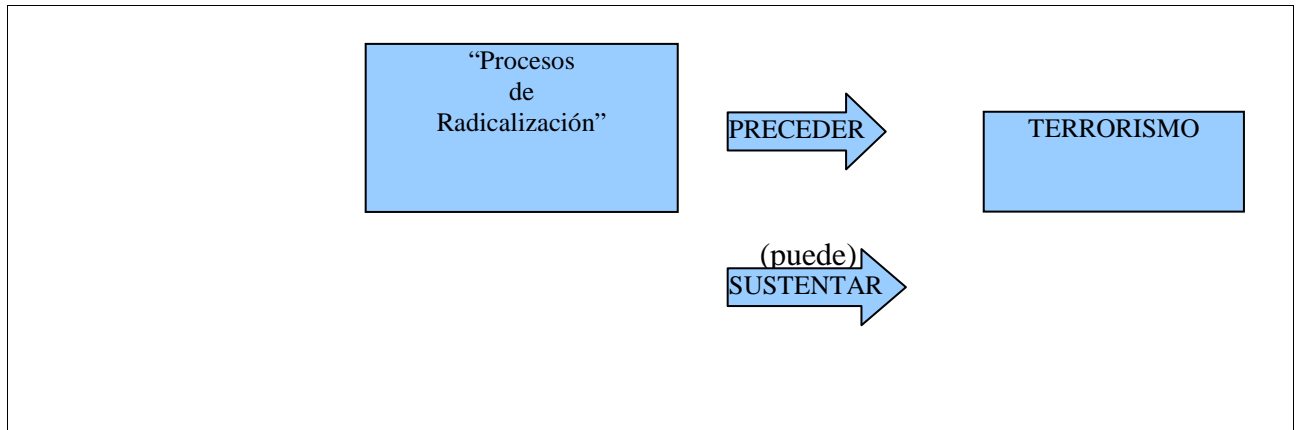 “Procesos
de
Radicalización”
PRECEDER
TERRORISMO
(puede)
SUSTENTAR